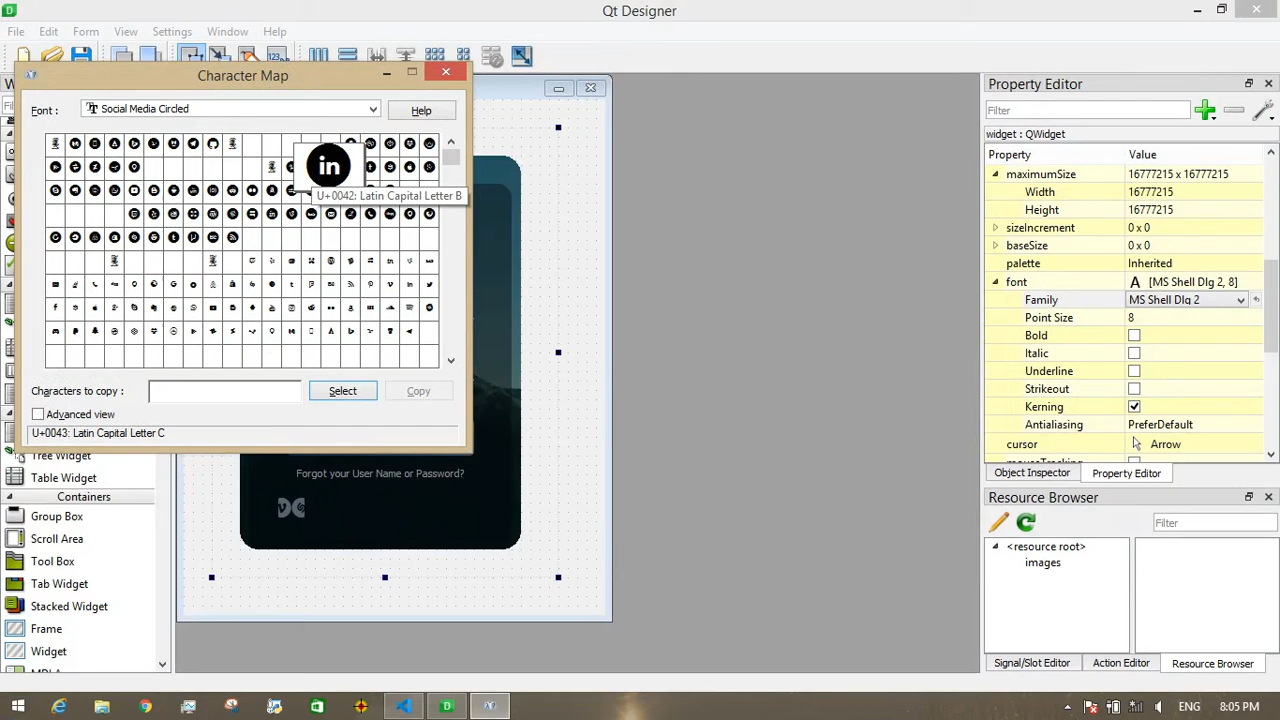 Qt Designer
File Edit Form View Settings Window Help
Character Map
Font : Social Media Circled Help
in
U+0042: Latin Capital Letter B
Characters to copy : Select Copy
Advanced view
U+0043: Latin Capital Letter C
Tree Widget
Table Widget
Containers
Group Box
Scroll Area
Tool Box
Tab Widget
Stacked Widget
Frame
Widget
Forgot your User Name or Password?
Property Editor
Filter
widget : QWidget
Property Value
maximumSize 16777215 x 16777215
Width 16777215
Height 16777215
sizeIncrement 0 x 0
baseSize 0 x 0
palette Inherited
font A [MS Shell Dlg 2, 8]
Family MS Shell Dlg 2
Point Size 8
Bold
Italic
Underline
Strikeout
Kerning
Antialiasing PreferDefault
cursor Arrow
Object Inspector Property Editor
Resource Browser
Filter
<resource root>
images
Signal/Slot Editor Action Editor Resource Browser
ENG 8:05 PM